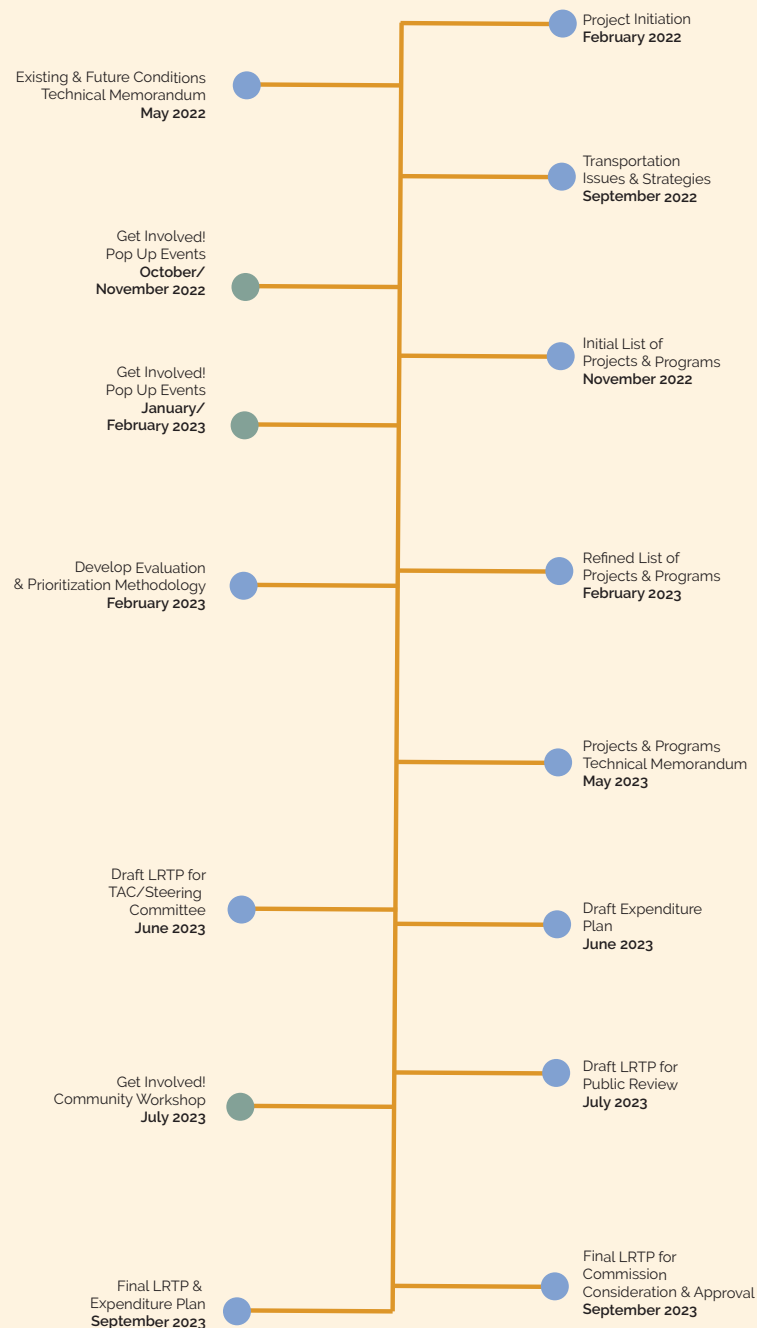 Project Initiation
February 2022
Existing & Future Conditions
Technical Memorandum
May 2022
Transportation
Issues & Strategies
September 2022
Get Involved!
Pop Up Events
October/
November 2022
Initial List of
Projects & Programs
November 2022
Get Involved!
Pop Up Events
January/
February 2023
Refined List of
Projects & Programs
February 2023
Develop Evaluation
& Prioritization Methodology
February 2023
Projects & Programs
Technical Memorandum
May 2023
Draft LRTP for
TAC/Steering
Committee
June 2023
Draft Expenditure
Plan
June 2023
Draft LRTP for
Public Review
July 2023
Get Involved!
Community Workshop
July 2023
Final LRTP for
Commission
Consideration & Approval
September 2023
Final LRTP &
Expenditure Plan
September 2023